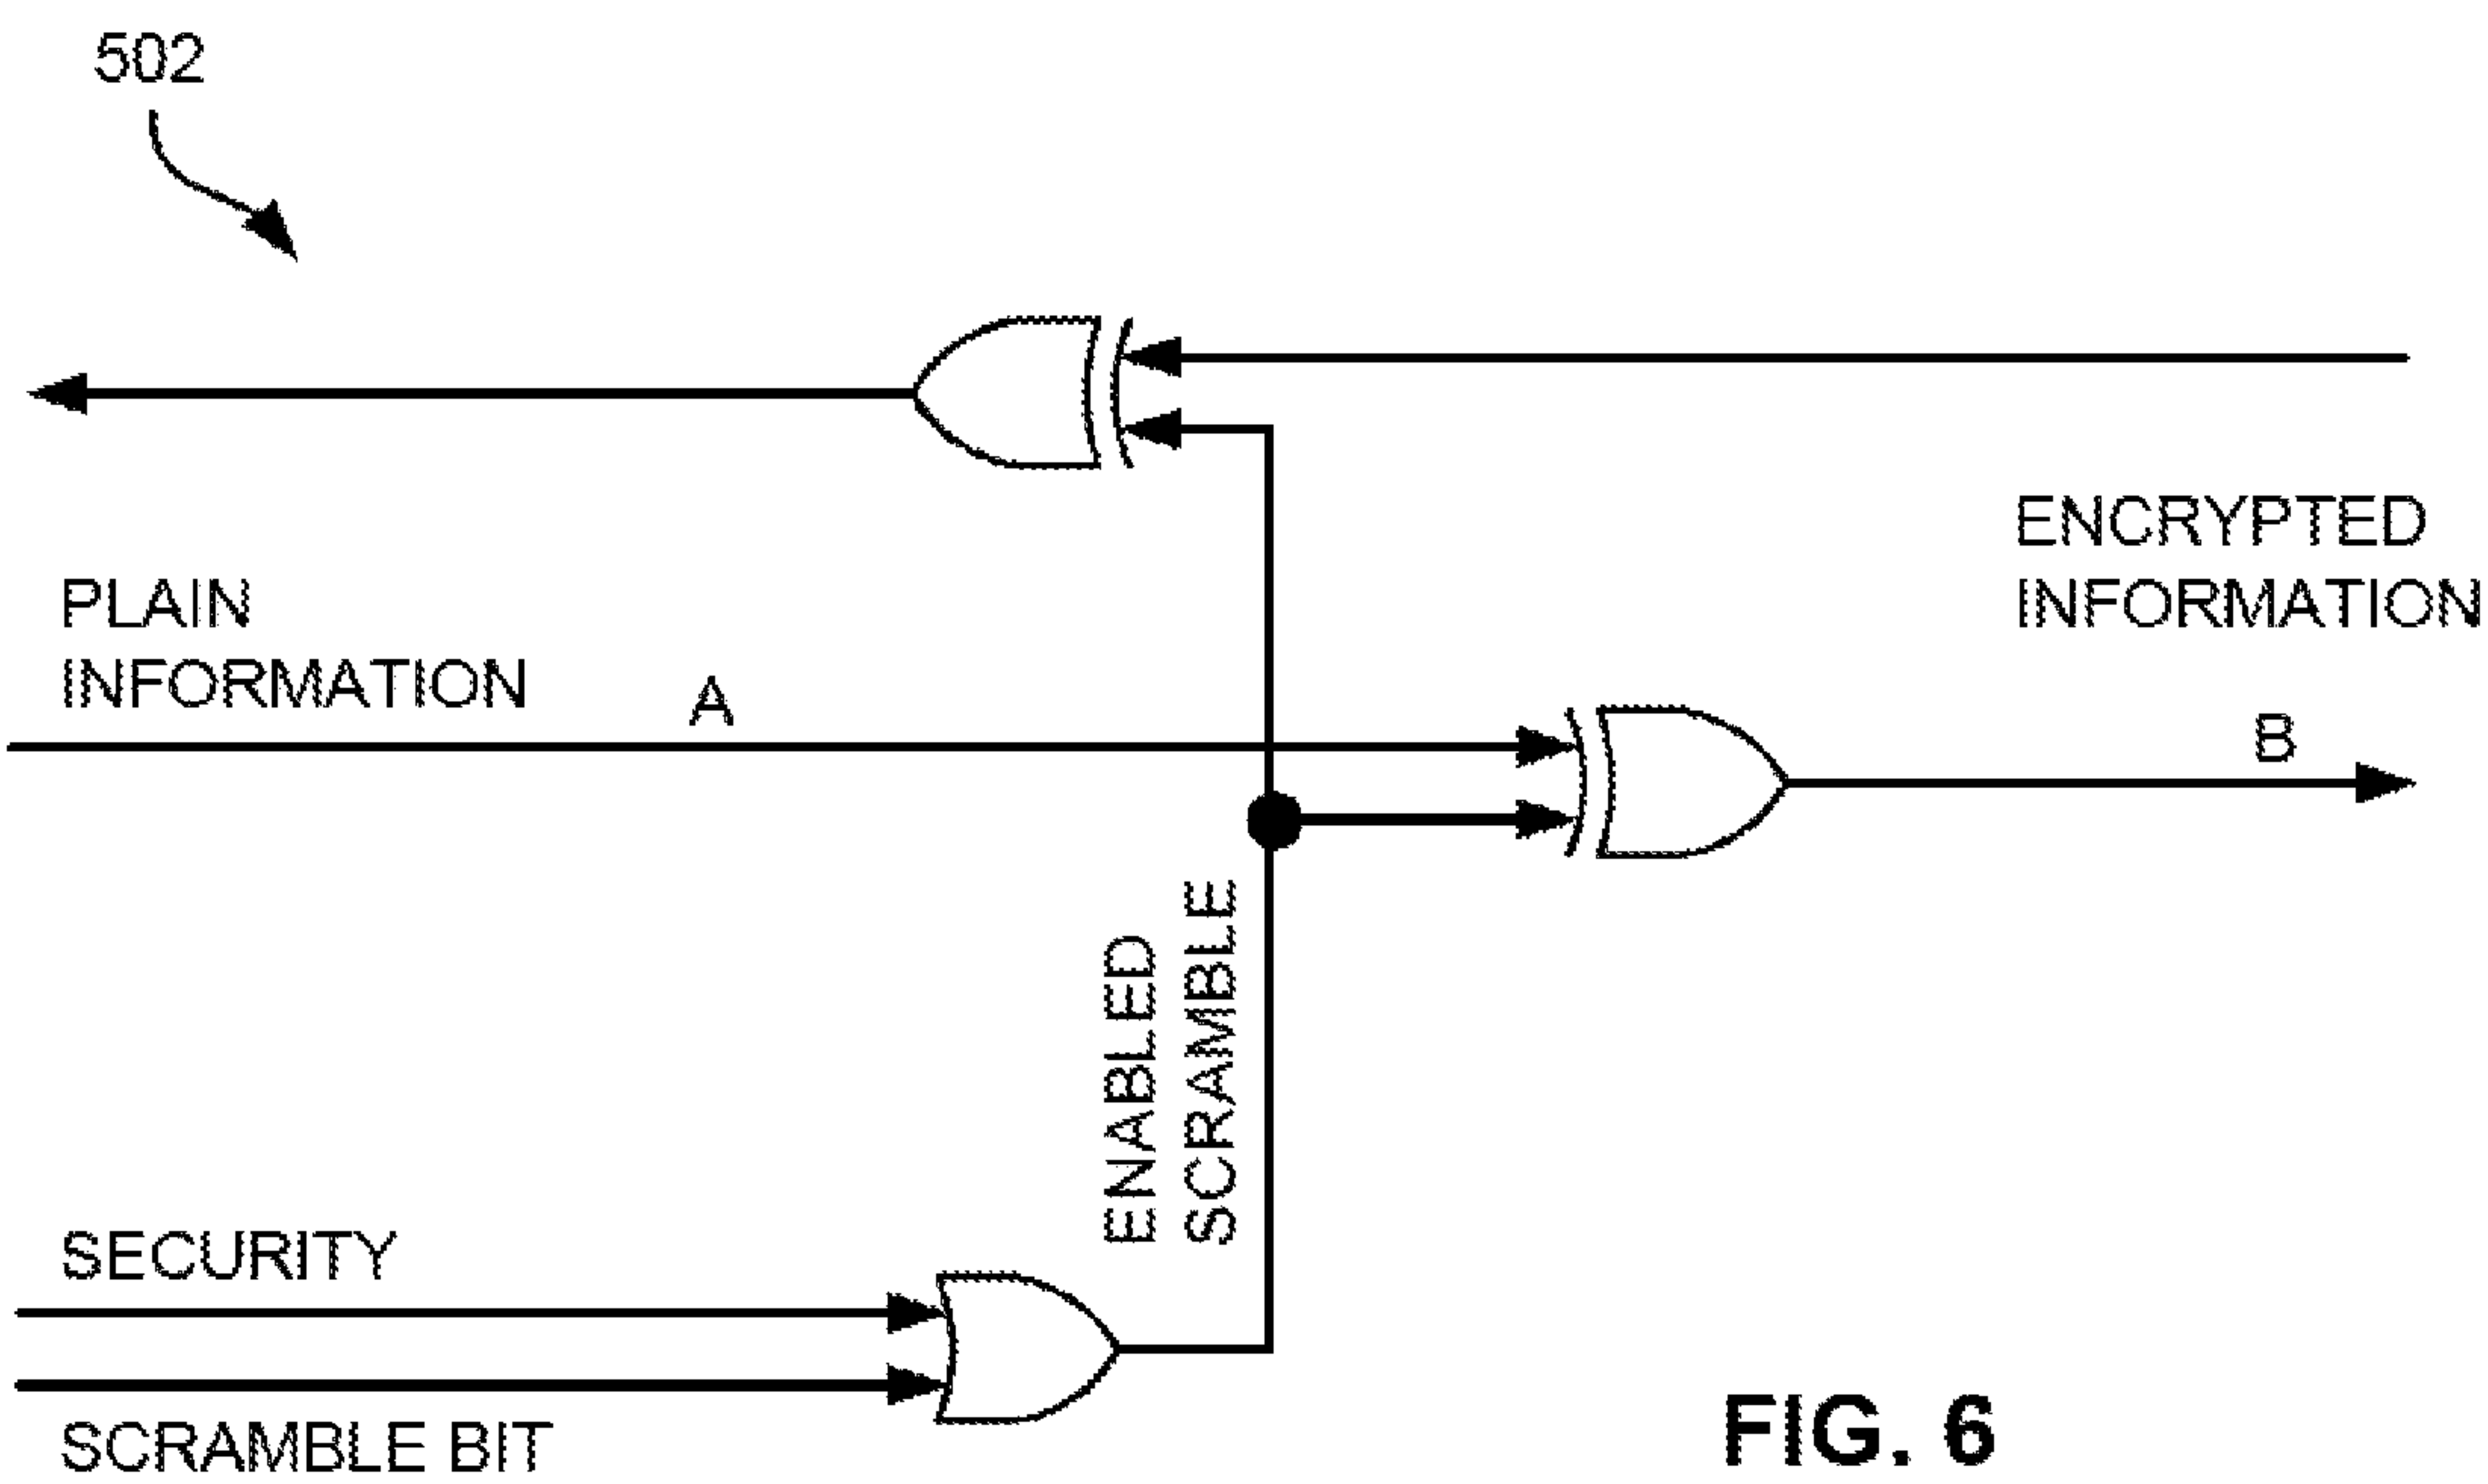 502
ENCRYPTED
INFORMATION
PLAIN
INFORMATION
A
B
ENABLED
SCRAMBLE
SECURITY
SCRAMBLE BIT
FIG. 6